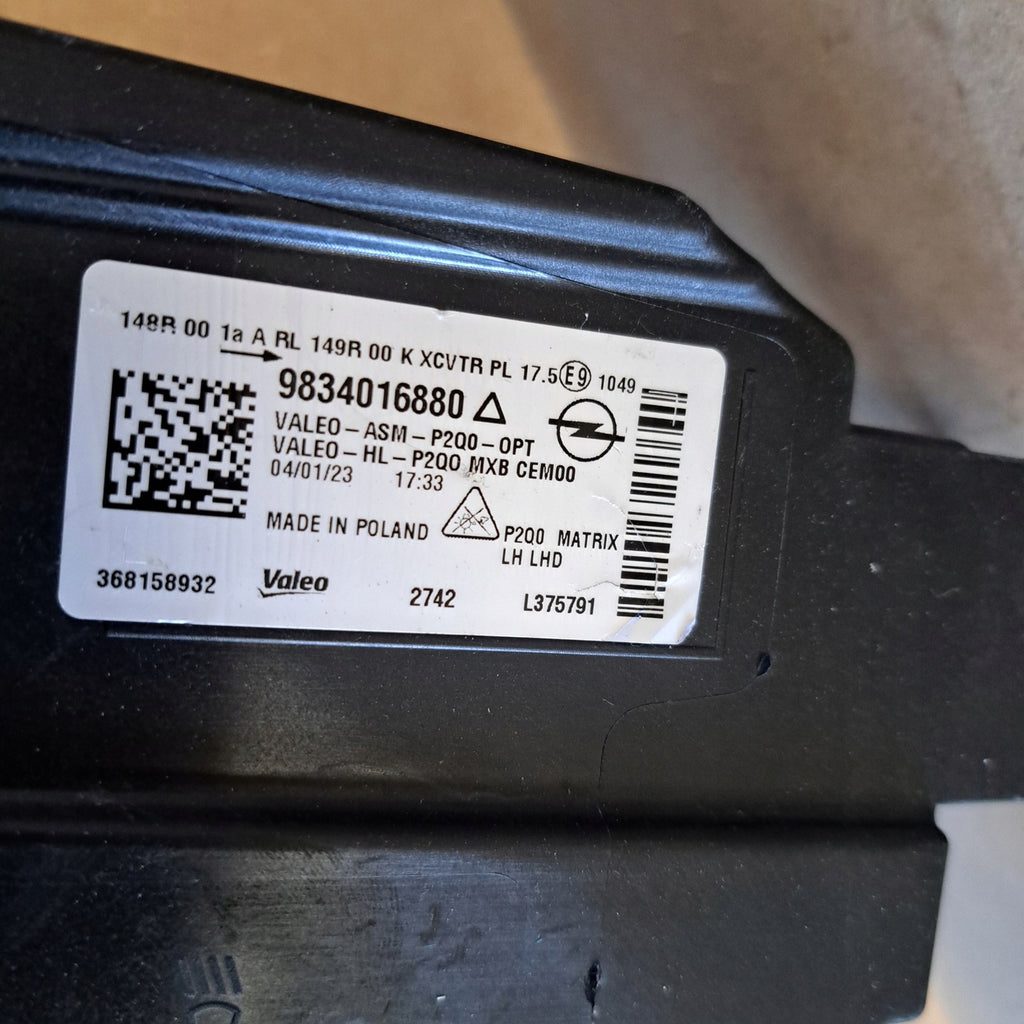 148R 00 1a A RL 149R 00 K XCVTR PL 17.5 E9 1049
9834016880
VALEO-ASM-P2Q0-OPT
VALEO-HL-P2Q0 MXB CEM00
04/01/23 17:33
MADE IN POLAND
P2Q0 MATRIX
LH LHD
368158932 Valeo 2742 L375791